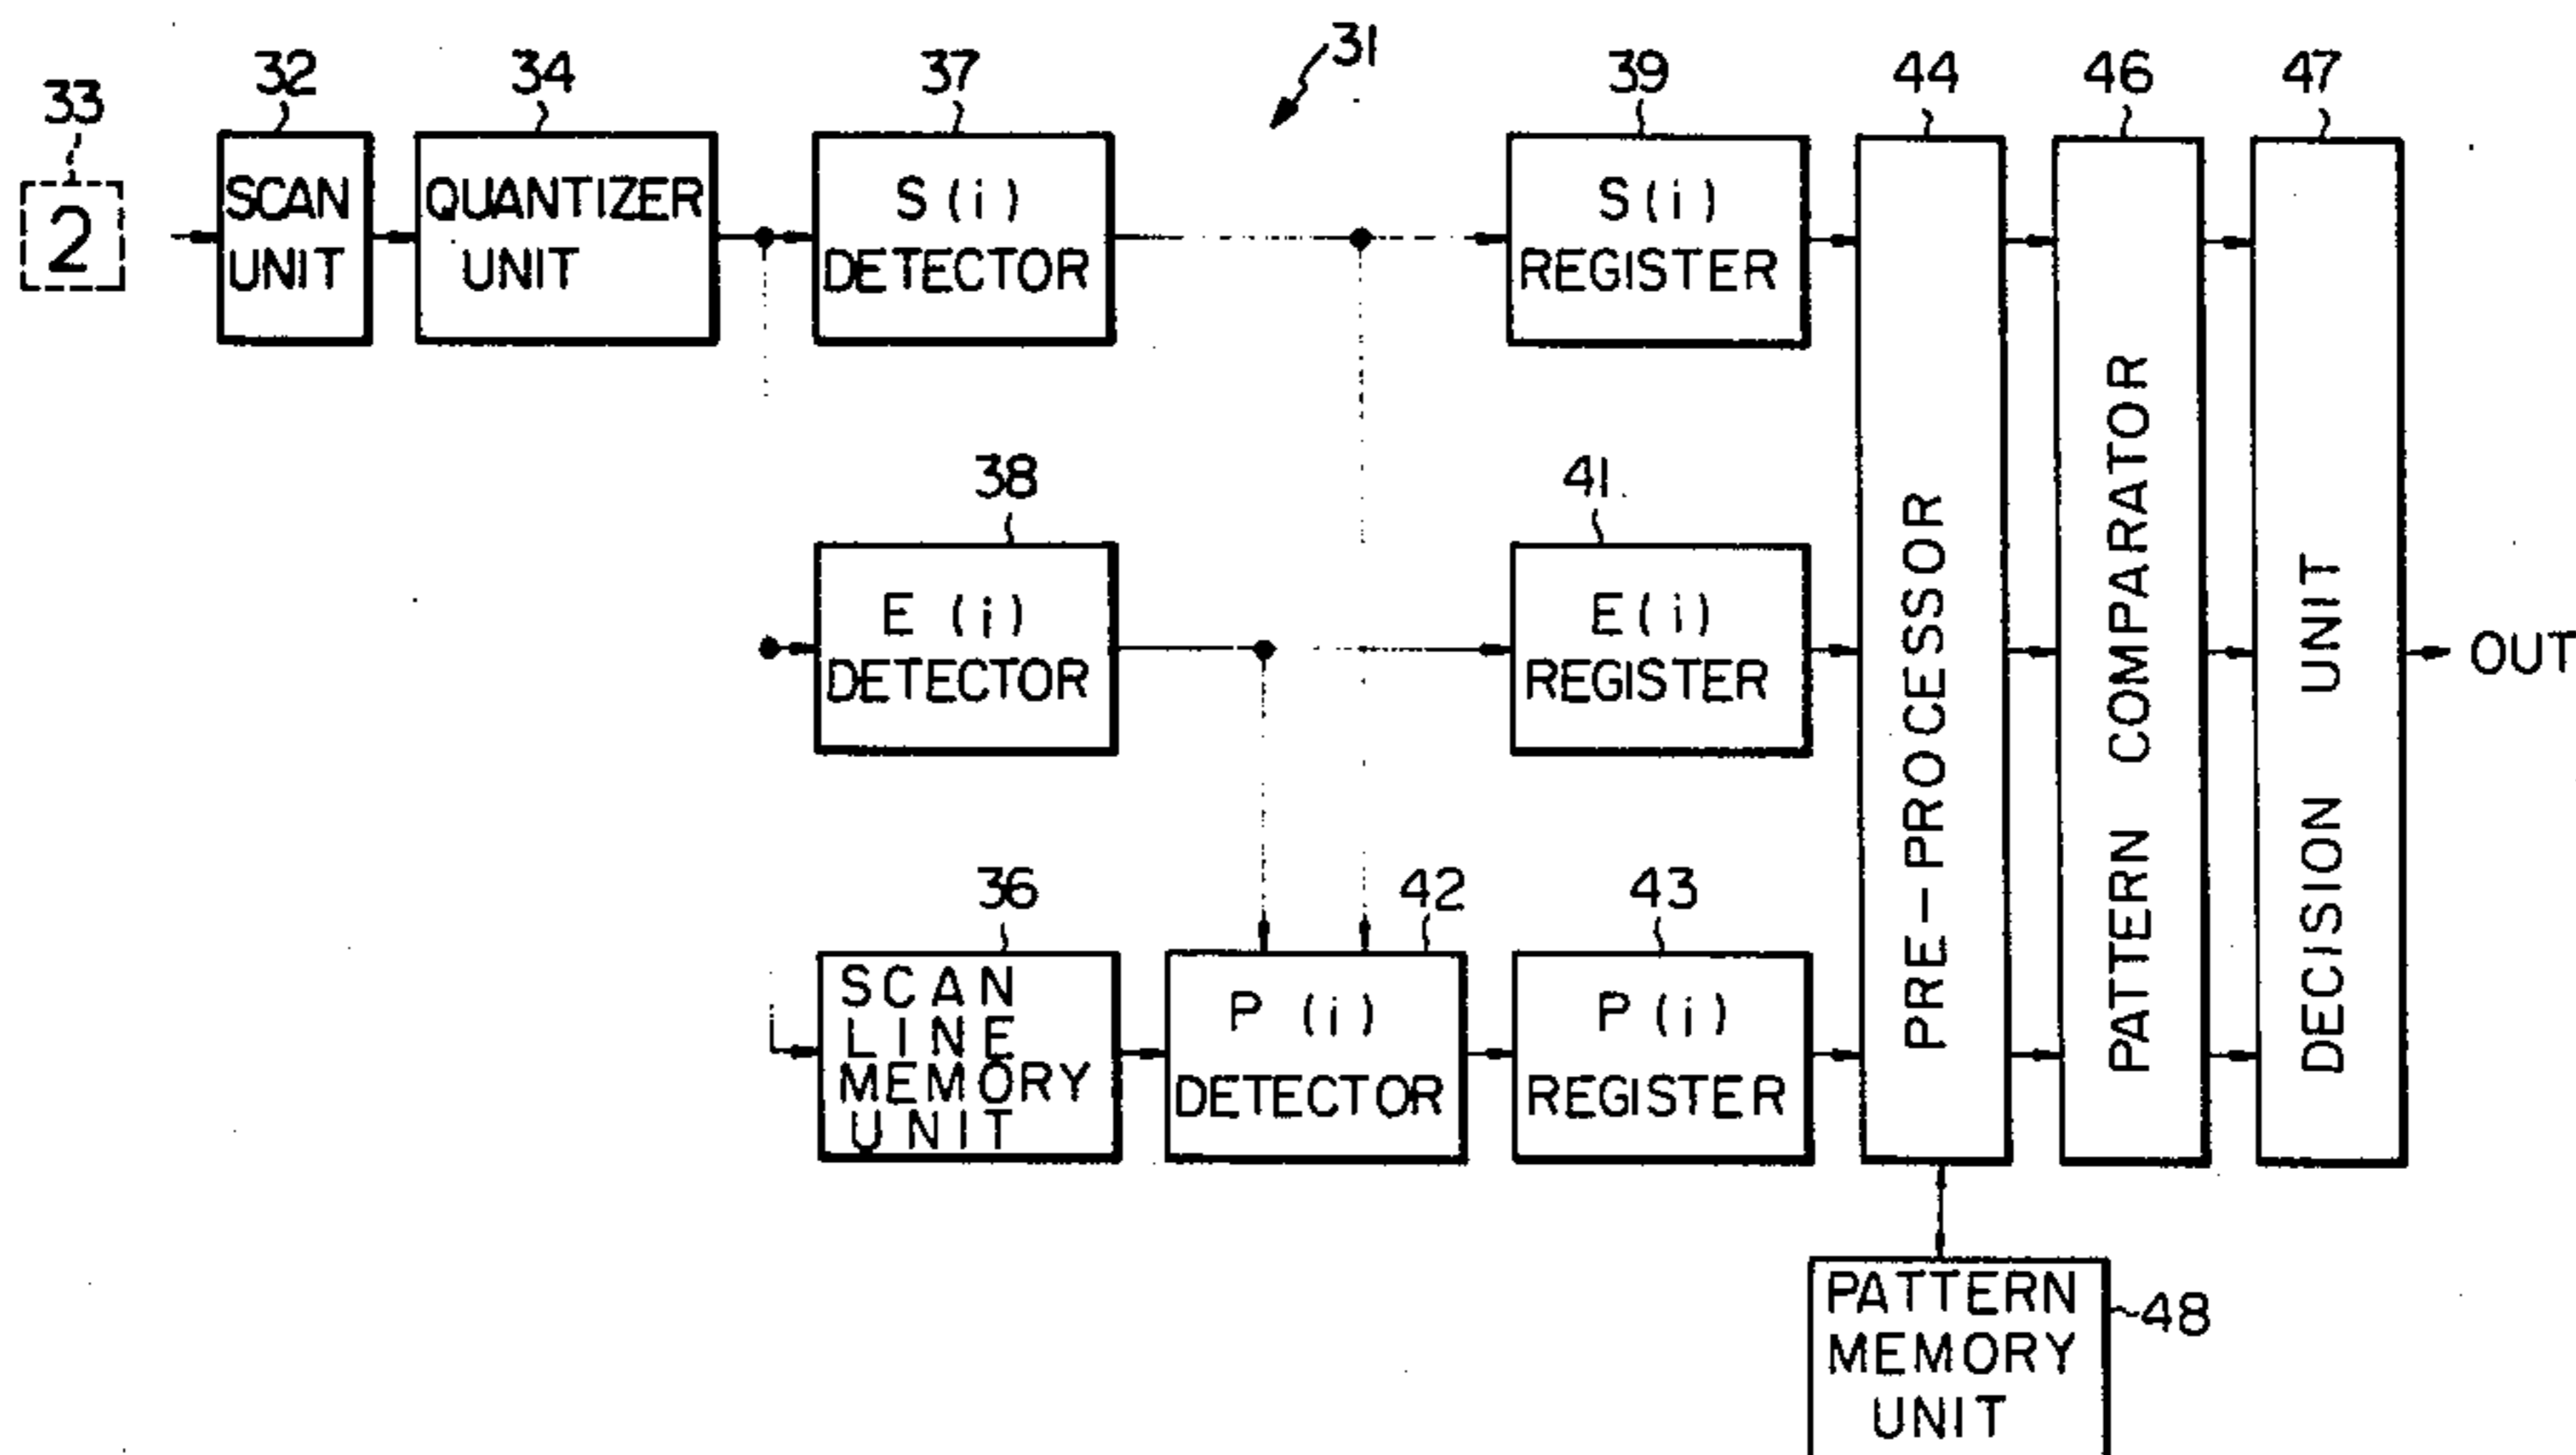 31
33
2
32
SCAN
UNIT
34
QUANTIZER
UNIT
37
S (i)
DETECTOR
39
S (i)
REGISTER
44
PRE-PROCESSOR
46
PATTERN COMPARATOR
47
DECISION UNIT
38
E (i)
DETECTOR
41
E (i)
REGISTER
OUT
36
SCAN
LINE
MEMORY
UNIT
42
P (i)
DETECTOR
43
P (i)
REGISTER
PATTERN
MEMORY
UNIT
48